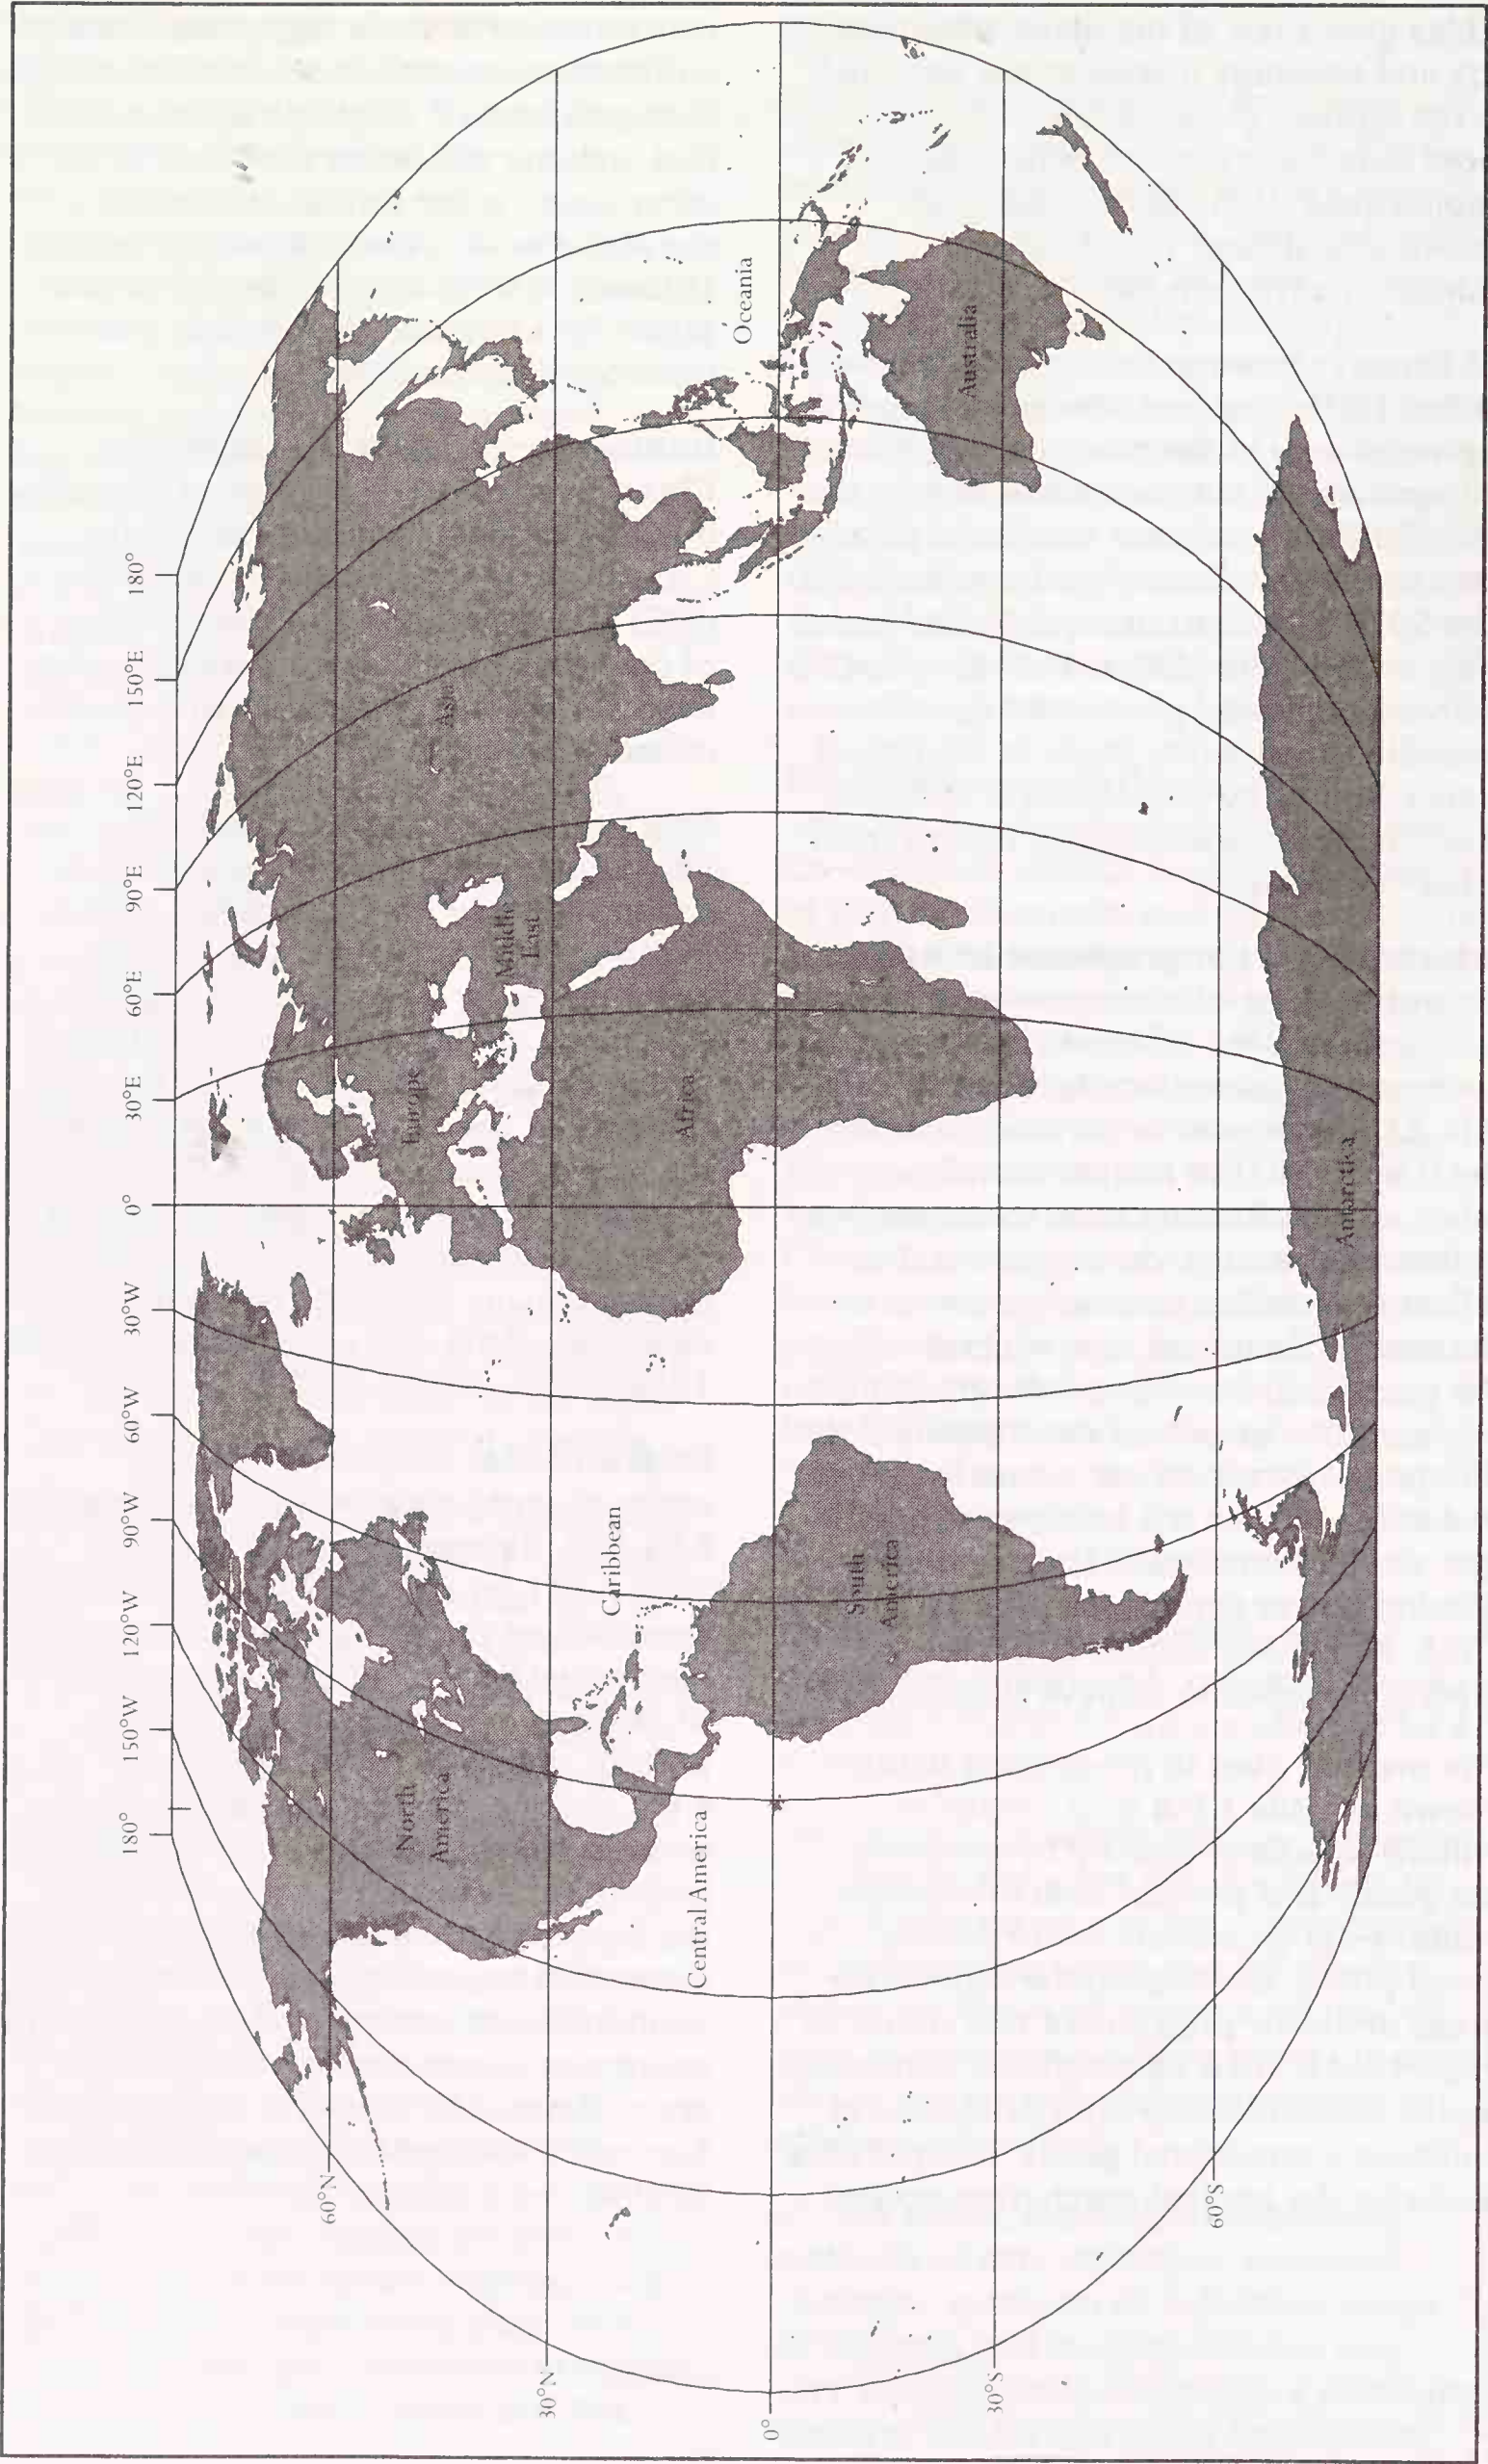 180°
150°W
120°W
90°W
60°W
30°W
0°
30°E
60°E
90°E
120°E
150°E
180°
60°N
30°N
0°
30°S
60°S
North
America
Central America
Caribbean
South
America
Europe
Africa
Middle
East
Asia
Oceania
Australia
Antarctica